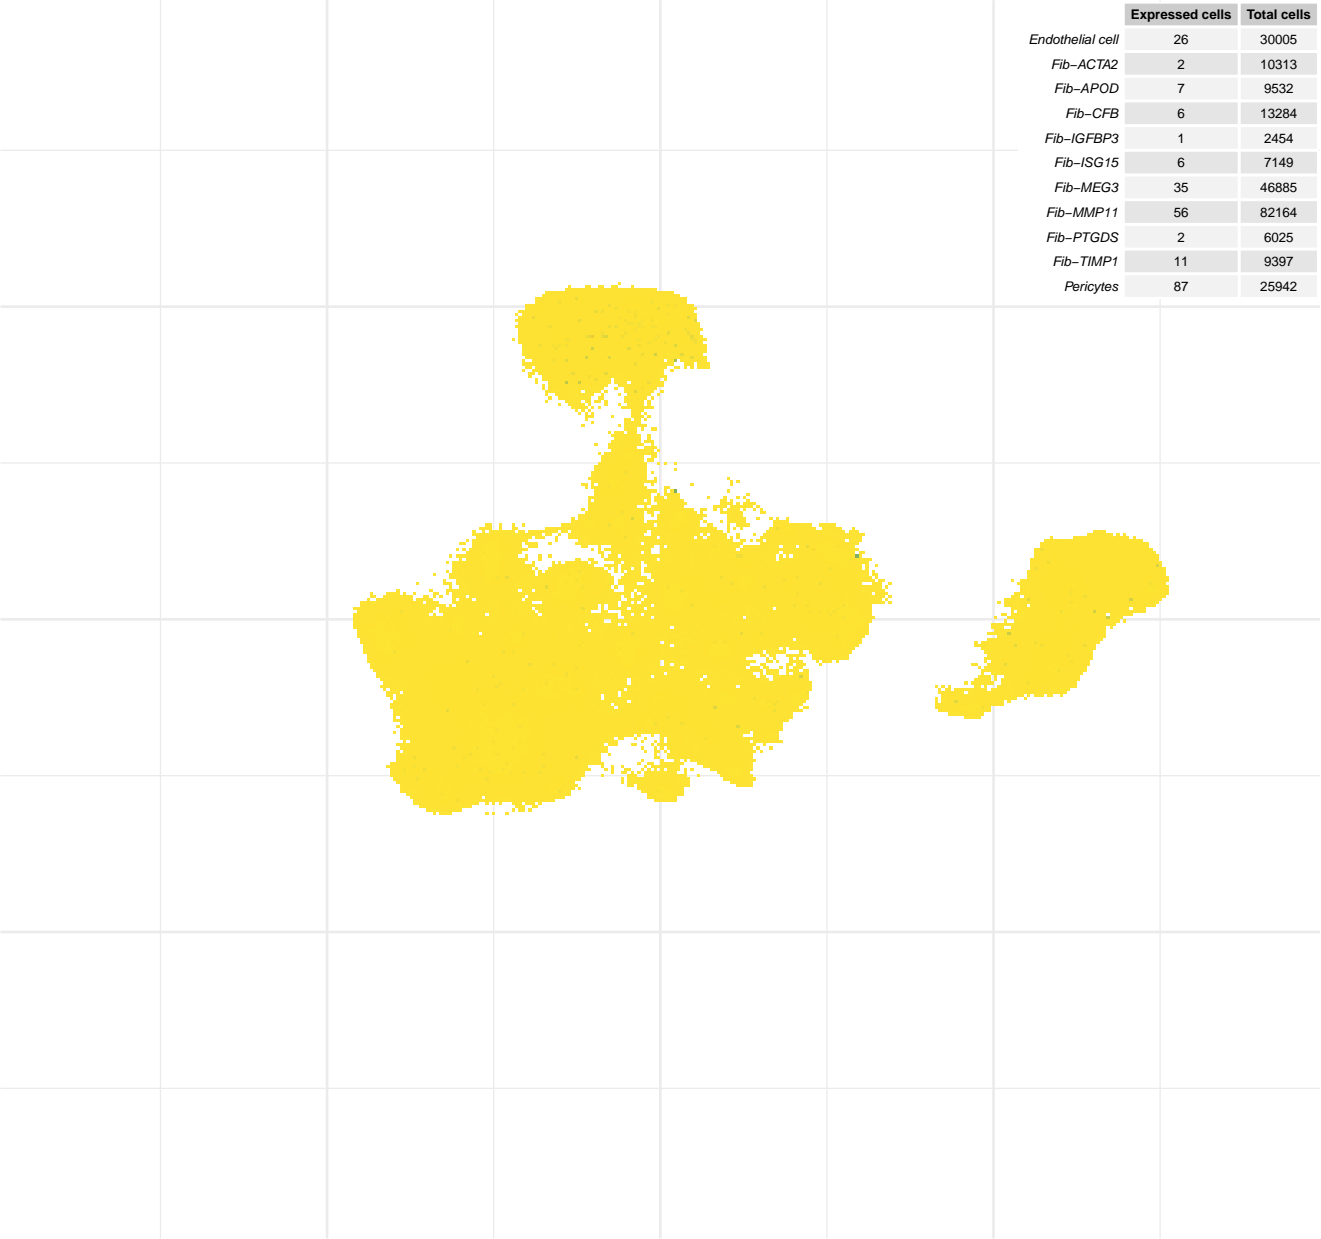 Expressed cells Total cells
Endothelial cell 26 30005
Fib−ACTA2 2 10313
Fib−APOD 7 9532
Fib−CFB 6 13284
Fib−IGFBP3 1 2454
Fib−ISG15 6 7149
Fib−MEG3 35 46885
Fib−MMP11 56 82164
Fib−PTGDS 2 6025
Fib−TIMP1 11 9397
Pericytes 87 25942